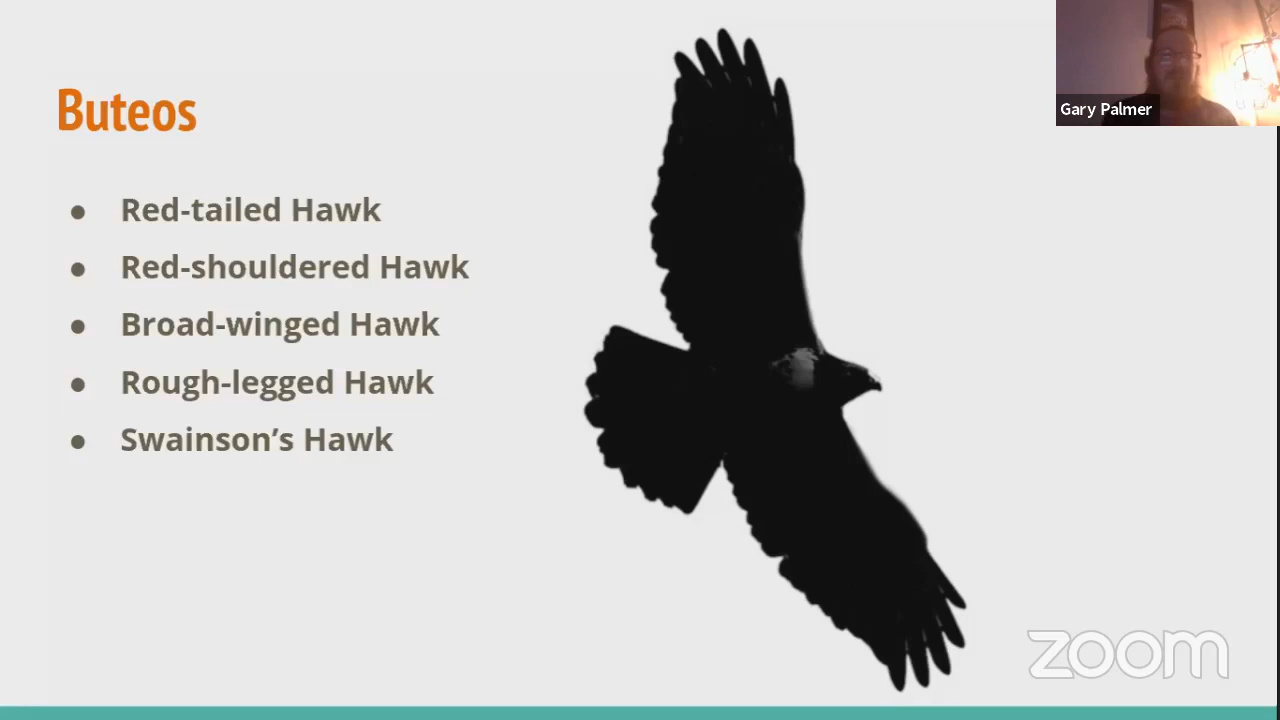 Buteos
Gary Palmer
● Red-tailed Hawk
● Red-shouldered Hawk
● Broad-winged Hawk
● Rough-legged Hawk
● Swainson’s Hawk
zoom